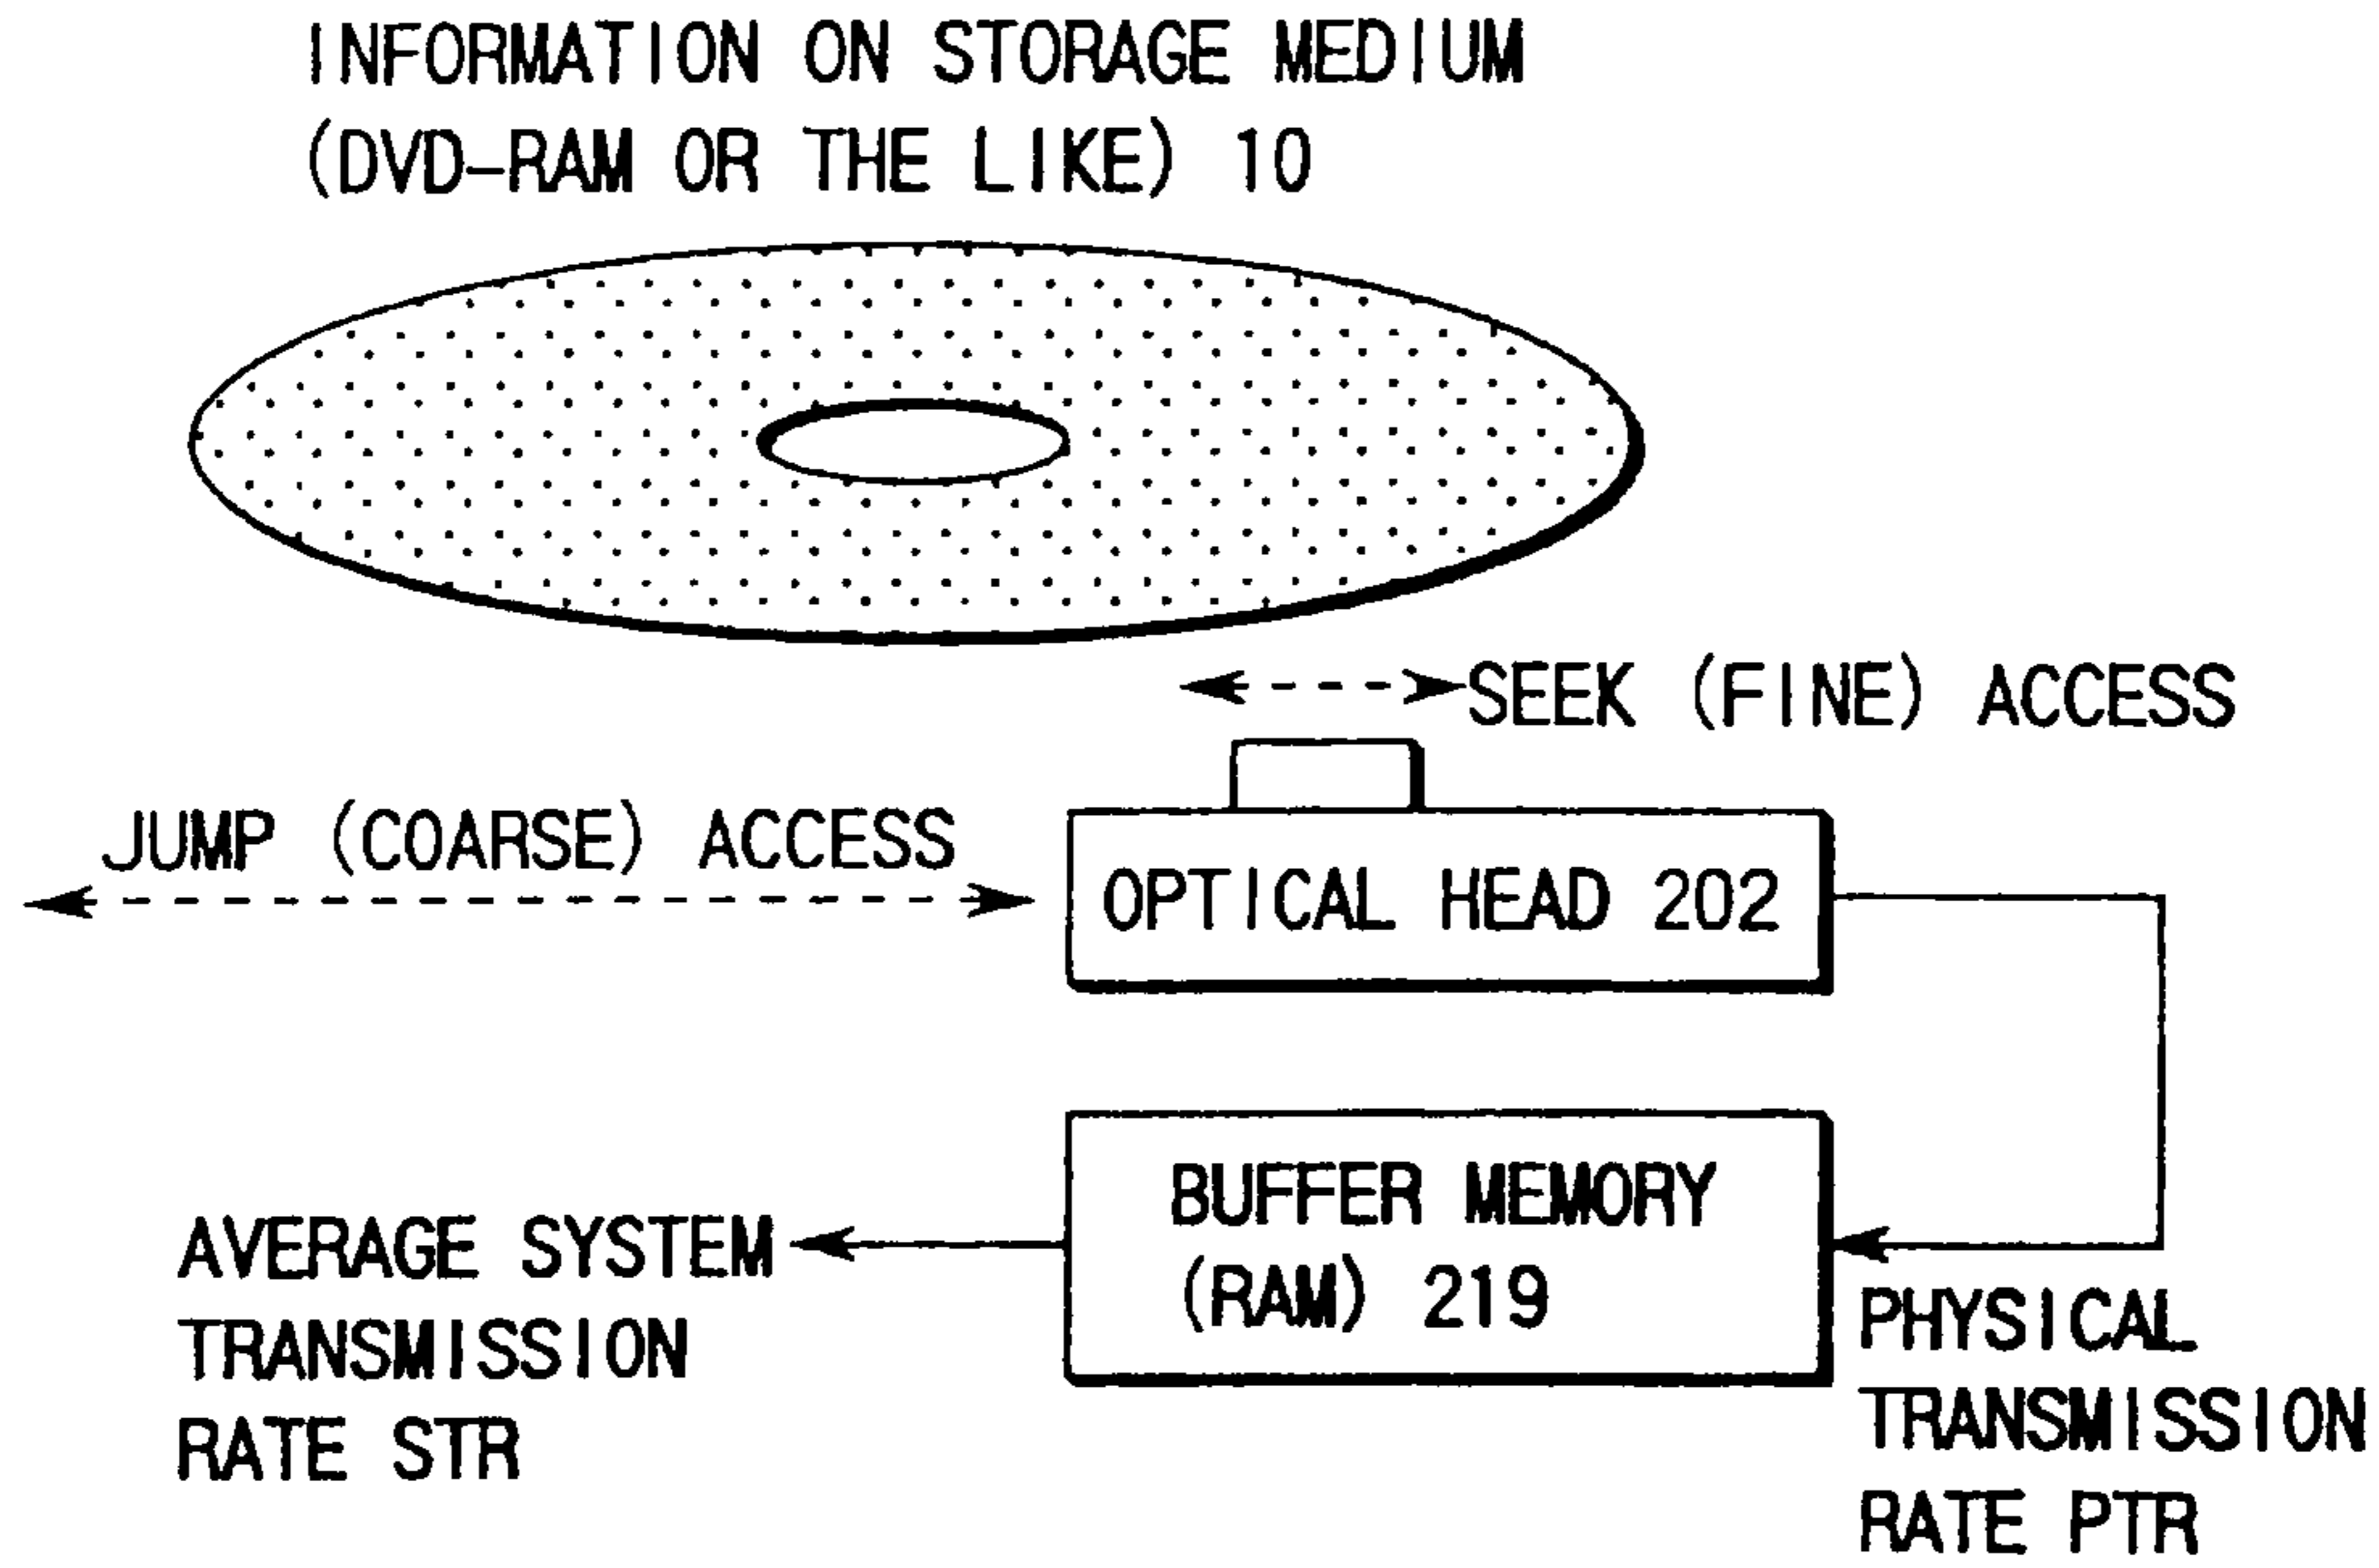 INFORMATION ON STORAGE MEDIUM
(DVD-RAM OR THE LIKE) 10
SEEK (FINE) ACCESS
JUMP (COARSE) ACCESS
OPTICAL HEAD 202
BUFFER MEMORY
(RAM) 219
AVERAGE SYSTEM
TRANSMISSION
RATE STR
PHYSICAL
TRANSMISSION
RATE PTR